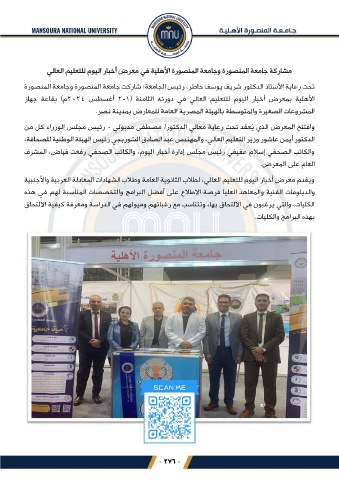 MANSOURA NATIONAL UNIVERSITY
جـامـعـة الـمـنـصـورة الأهـلـيـة
مشاركة جامعة المنصورة وجامعة المنصورة الأهلية في معرض أخبار اليوم للتعليم العالي
تحت رعاية الأستاذ الدكتور شريف يوسف خاطر، رئيس الجامعة؛ شاركت جامعة المنصورة وجامعة المنصورة
الأهلية بمعرض أخبار اليوم للتعليم العالي في دورته الثامنة (١-٢ أغسطس ٢٠٢٤م) بقاعة جهاز
المشروعات الصغيرة والمتوسطة بالهيئة المصرية العامة للمعارض بمدينة نصر.
وافتتح المعرض الذي يُعقد تحت رعاية معالي الدكتور/ مصطفى مدبولي - رئيس مجلس الوزراء كل من
الدكتور أيمن عاشور وزير التعليم العالي، والمهندس عبد الصادق الشوربجي رئيس الهيئة الوطنية للصحافة،
والكاتب الصحفي إسلام عفيفي رئيس مجلس إدارة أخبار اليوم، والكاتب الصحفي رفعت فياض، المشرف
العام على المعرض.
ويقدم معرض أخبار اليوم للتعليم العالي، لطلاب الثانوية العامة وطلاب الشهادات المعادلة العربية والأجنبية
والدبلومات الفنية والمعاهد العليا فرصة الاطلاع على أفضل البرامج والتخصصات المناسبة لهم في هذه
الكليات، والتي يرغبون في الالتحاق بها، وتتناسب مع رغباتهم وميولهم في الدراسة ومعرفة كيفية الالتحاق
بهذه البرامج والكليات.
جامعة المنصورة الأهلية
SCAN ME
- ٢٧٦ -